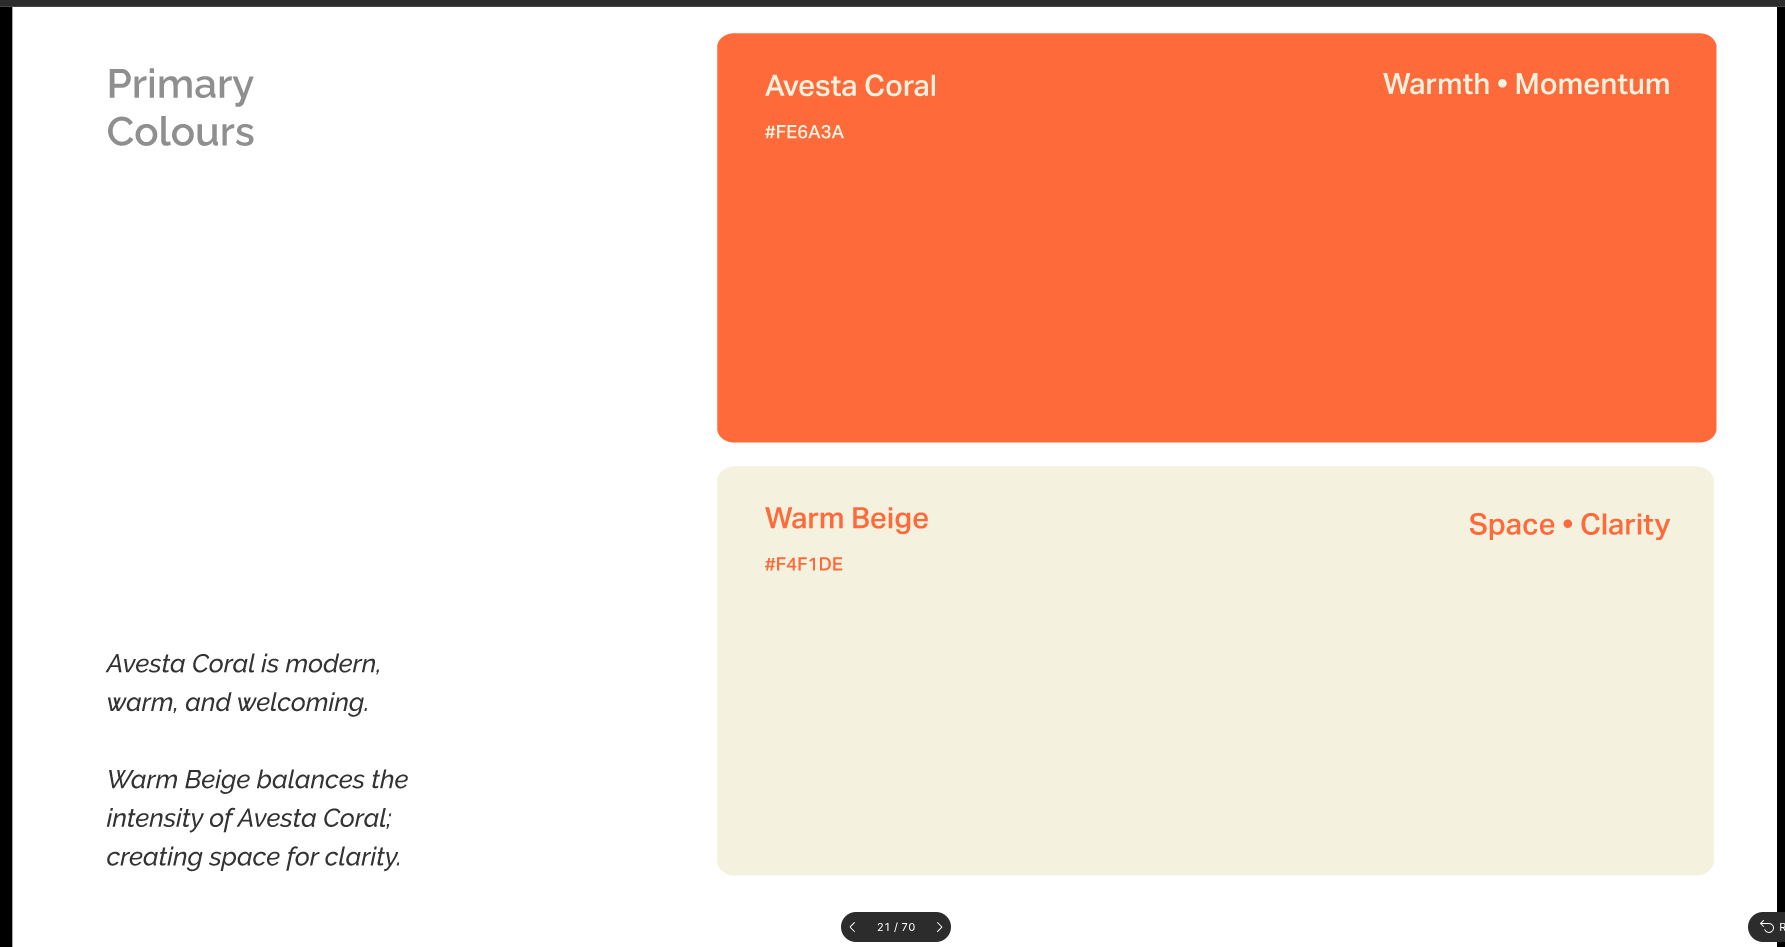 Primary
Colours
Avesta Coral
Warmth • Momentum
#FE6A3A
Warm Beige
Space • Clarity
#F4F1DE
Avesta Coral is modern,
warm, and welcoming.
Warm Beige balances the
intensity of Avesta Coral;
creating space for clarity.
21 / 70